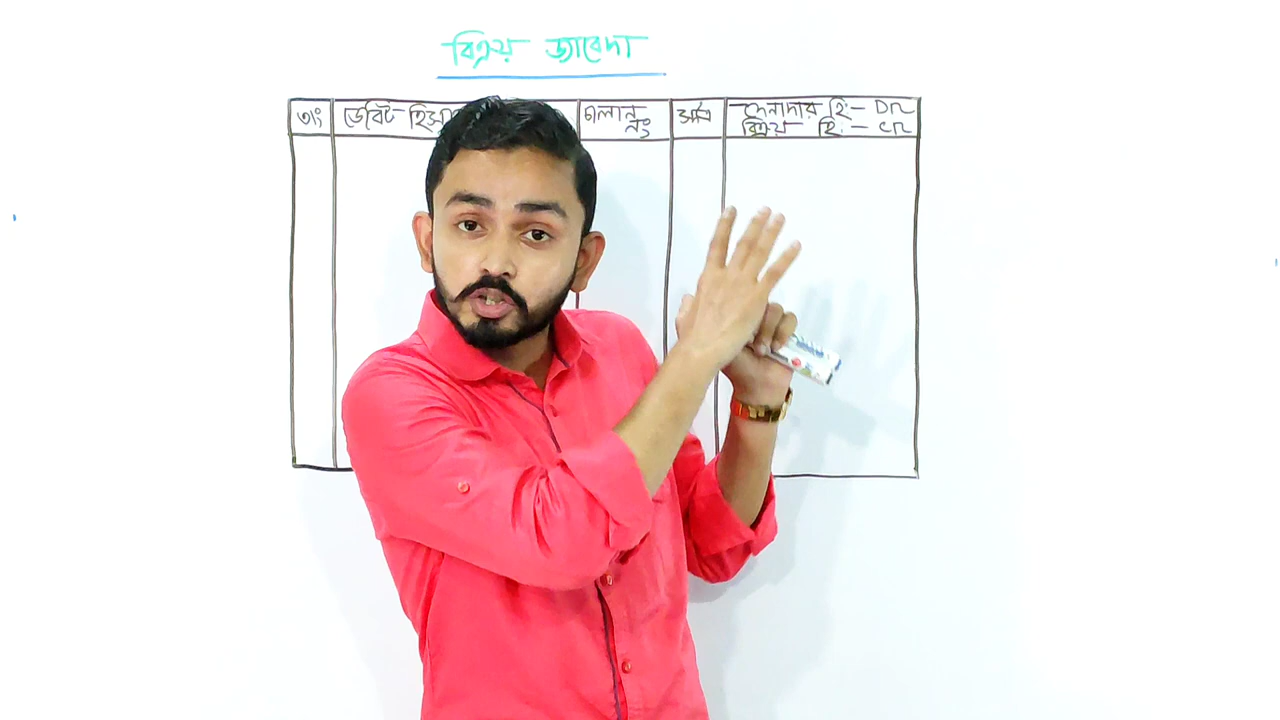 বিক্রয় জাবেদা
তাং ডেবিট চালান নং সূত্র দেনাদার হি:- Dr
বিক্রয় হি:- Cr